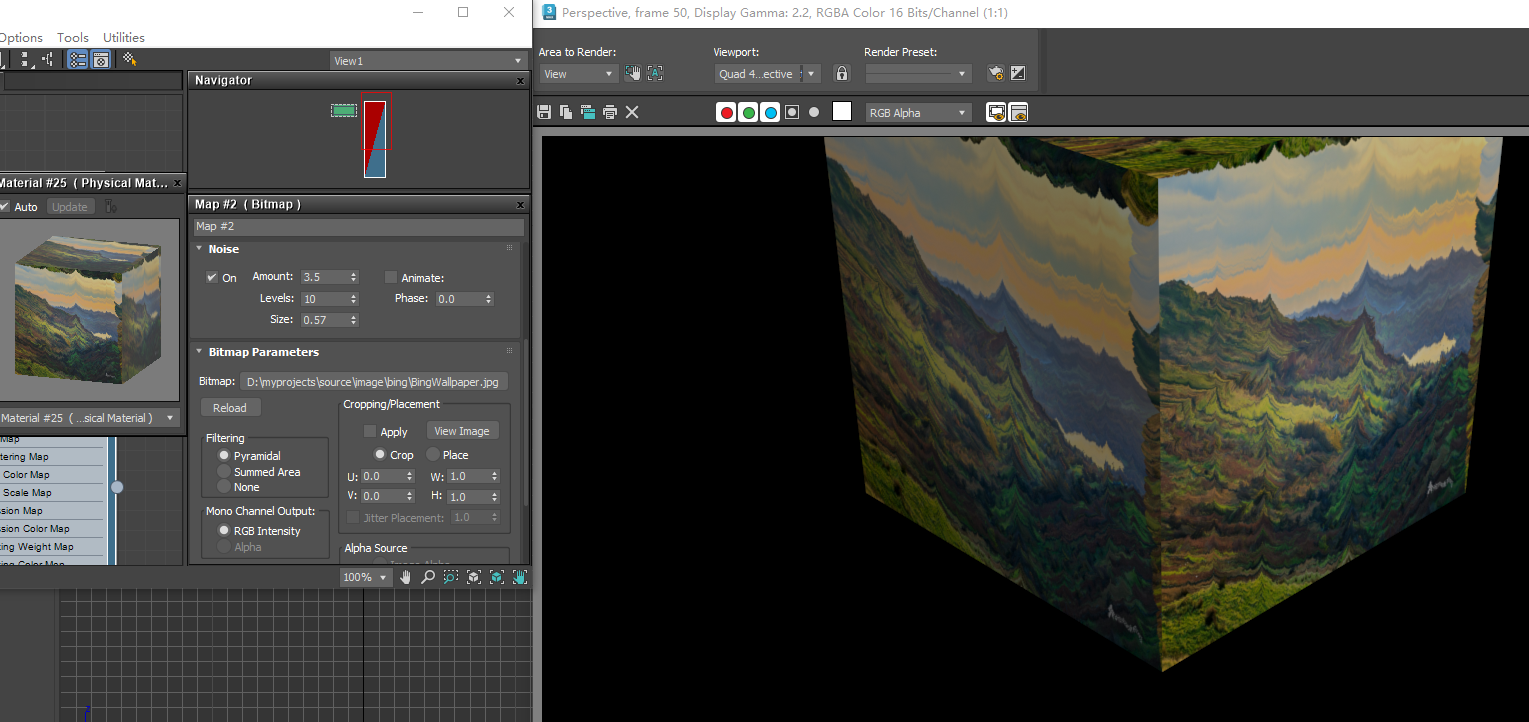 Perspective, frame 50, Display Gamma: 2.2, RGBA Color 16 Bits/Channel (1:1)
Options Tools Utilities
View1
Area to Render:
View
Viewport:
Quad 4...ective
Render Preset:
RGB Alpha
Navigator
Material #25 ( Physical Mat...
Auto Update
Material #25 ( ...sical Material )
Map
tering Map
Color Map
Scale Map
ssion Map
ssion Color Map
ting Weight Map
ting Color Map
Map #2 ( Bitmap )
Map #2
Noise
On Amount: 3.5 Animate:
Levels: 10 Phase: 0.0
Size: 0.57
Bitmap Parameters
Bitmap: D:\myprojects\source\image\bing\BingWallpaper.jpg
Reload
Cropping/Placement
Apply View Image
Crop Place
U: 0.0 W: 1.0
V: 0.0 H: 1.0
Jitter Placement: 1.0
Filtering
Pyramidal
Summed Area
None
Mono Channel Output:
RGB Intensity
Alpha
Alpha Source
Image Alpha
100%